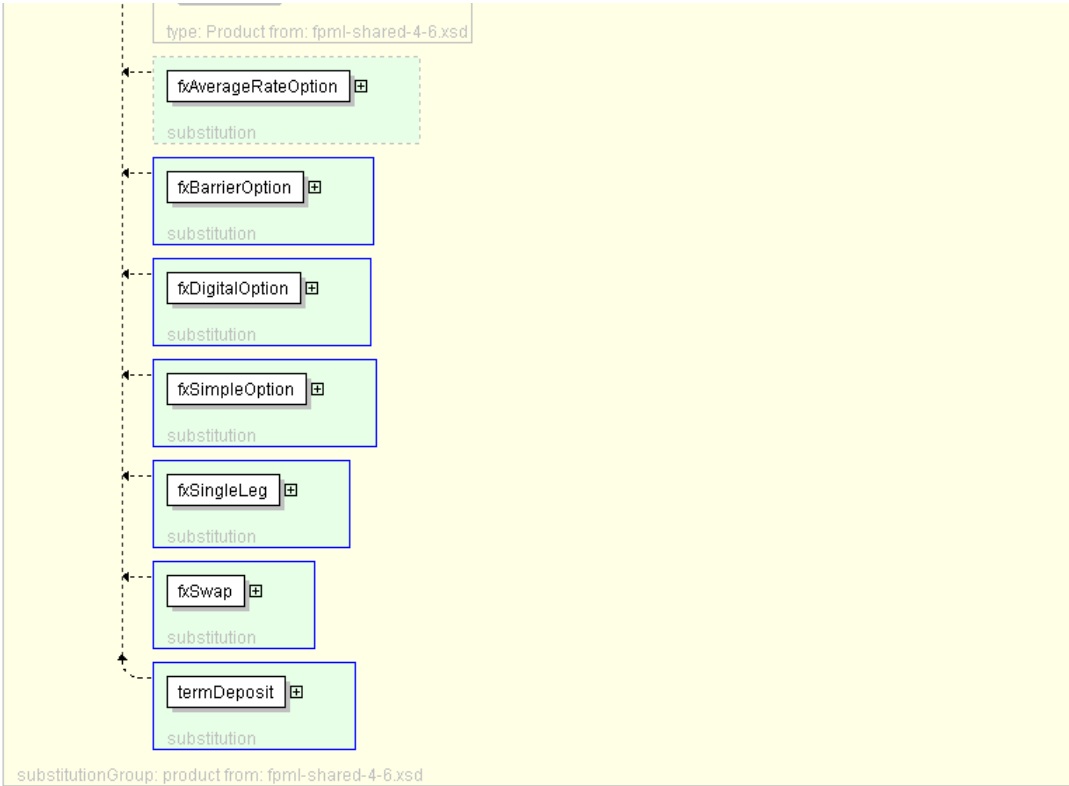 type: Product from: fpml-shared-4-6.xsd
fxAverageRateOption
substitution
fxBarrierOption
substitution
fxDigitalOption
substitution
fxSimpleOption
substitution
fxSingleLeg
substitution
fxSwap
substitution
termDeposit
substitution
substitutionGroup: product from: fpml-shared-4-6.xsd